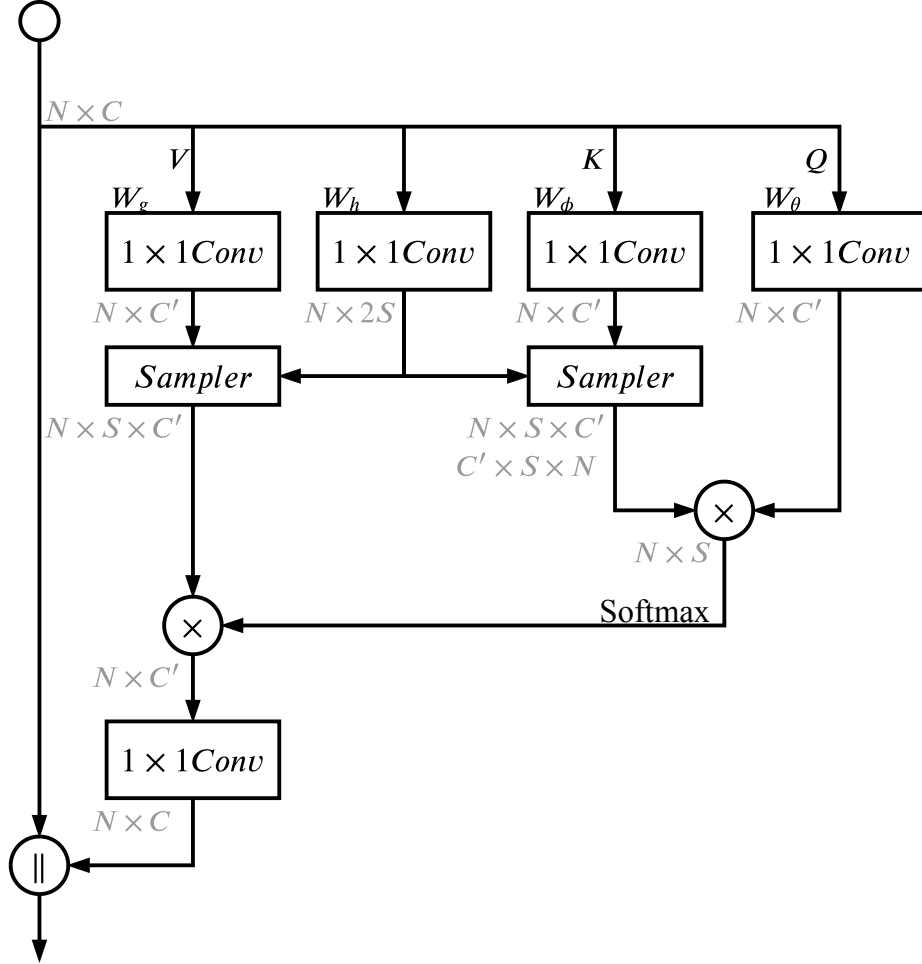 N × C
V K Q
W_g W_h W_ϕ W_θ
1 × 1Conv 1 × 1Conv 1 × 1Conv 1 × 1Conv
N × C′ N × 2S N × C′ N × C′
Sampler Sampler
N × S × C′ N × S × C′
C′ × S × N
×
N × S
Softmax
×
N × C′
1 × 1Conv
N × C
||